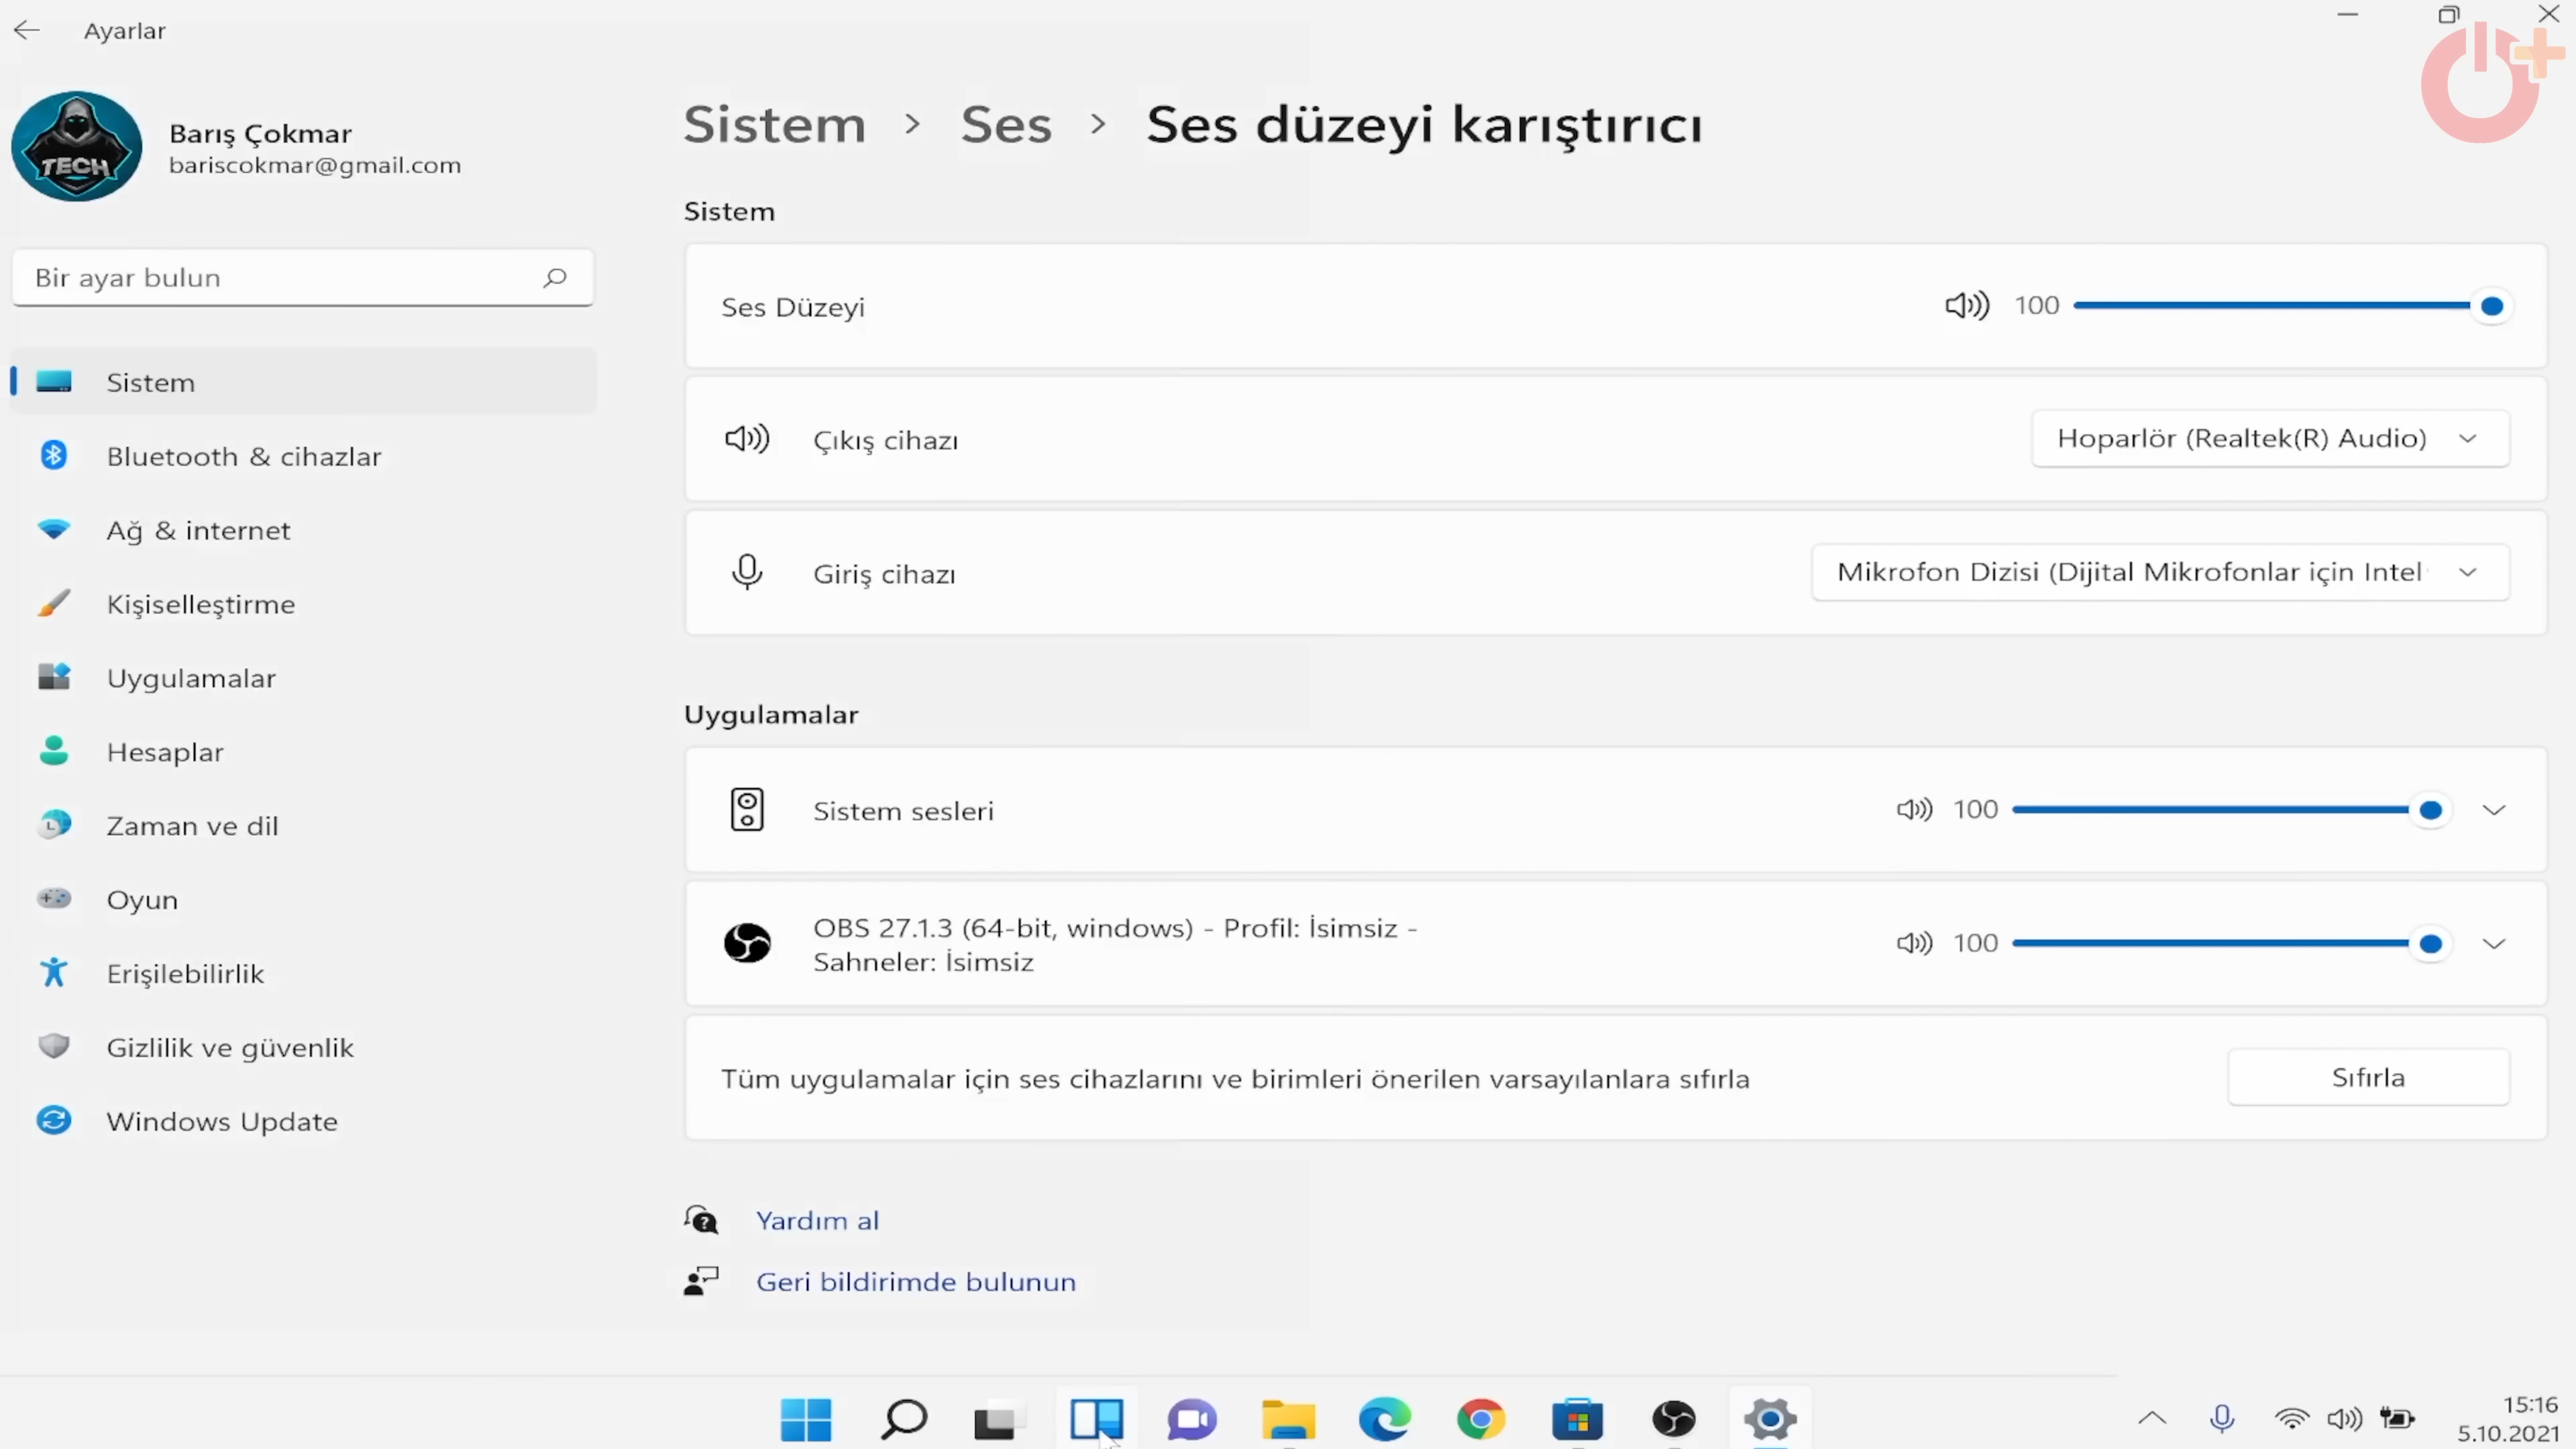 Ayarlar
TECH
Barış Çokmar
bariscokmar@gmail.com
Bir ayar bulun
Sistem
Bluetooth & cihazlar
Ağ & internet
Kişiselleştirme
Uygulamalar
Hesaplar
Zaman ve dil
Oyun
Erişilebilirlik
Gizlilik ve güvenlik
Windows Update
Sistem > Ses > Ses düzeyi karıştırıcı
Sistem
Ses Düzeyi 100
Çıkış cihazı Hoparlör (Realtek(R) Audio)
Giriş cihazı Mikrofon Dizisi (Dijital Mikrofonlar için Intel
Uygulamalar
Sistem sesleri 100
OBS 27.1.3 (64-bit, windows) - Profil: İsimsiz -
Sahneler: İsimsiz 100
Tüm uygulamalar için ses cihazlarını ve birimleri önerilen varsayılanlara sıfırla Sıfırla
Yardım al
Geri bildirimde bulunun
15:16
5.10.2021